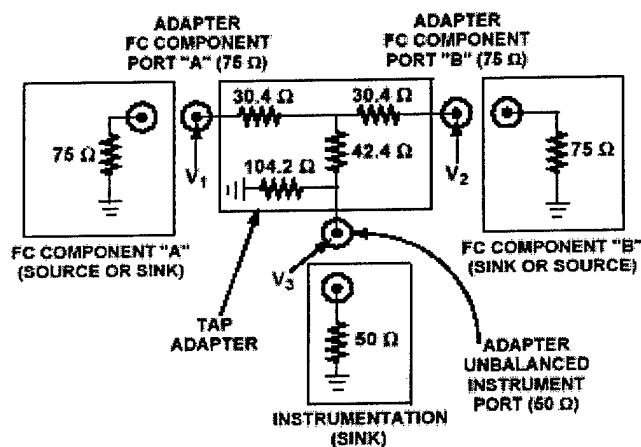 ADAPTER
FC COMPONENT
PORT "A" (75 Ω)
ADAPTER
FC COMPONENT
PORT "B" (75 Ω)
30.4 Ω
30.4 Ω
75 Ω
42.4 Ω
104.2 Ω
75 Ω
V1
V2
FC COMPONENT "A"
(SOURCE OR SINK)
FC COMPONENT "B"
(SINK OR SOURCE)
V3
TAP
ADAPTER
50 Ω
ADAPTER
UNBALANCED
INSTRUMENT
PORT (50 Ω)
INSTRUMENTATION
(SINK)